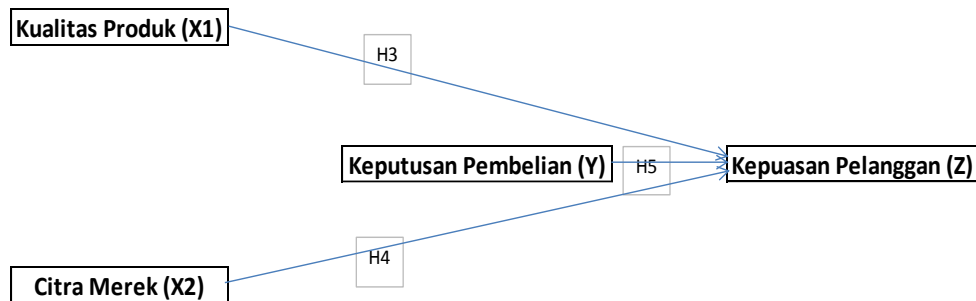 Kualitas Produk (X1)
H3
Keputusan Pembelian (Y)
H5
Kepuasan Pelanggan (Z)
H4
Citra Merek (X2)